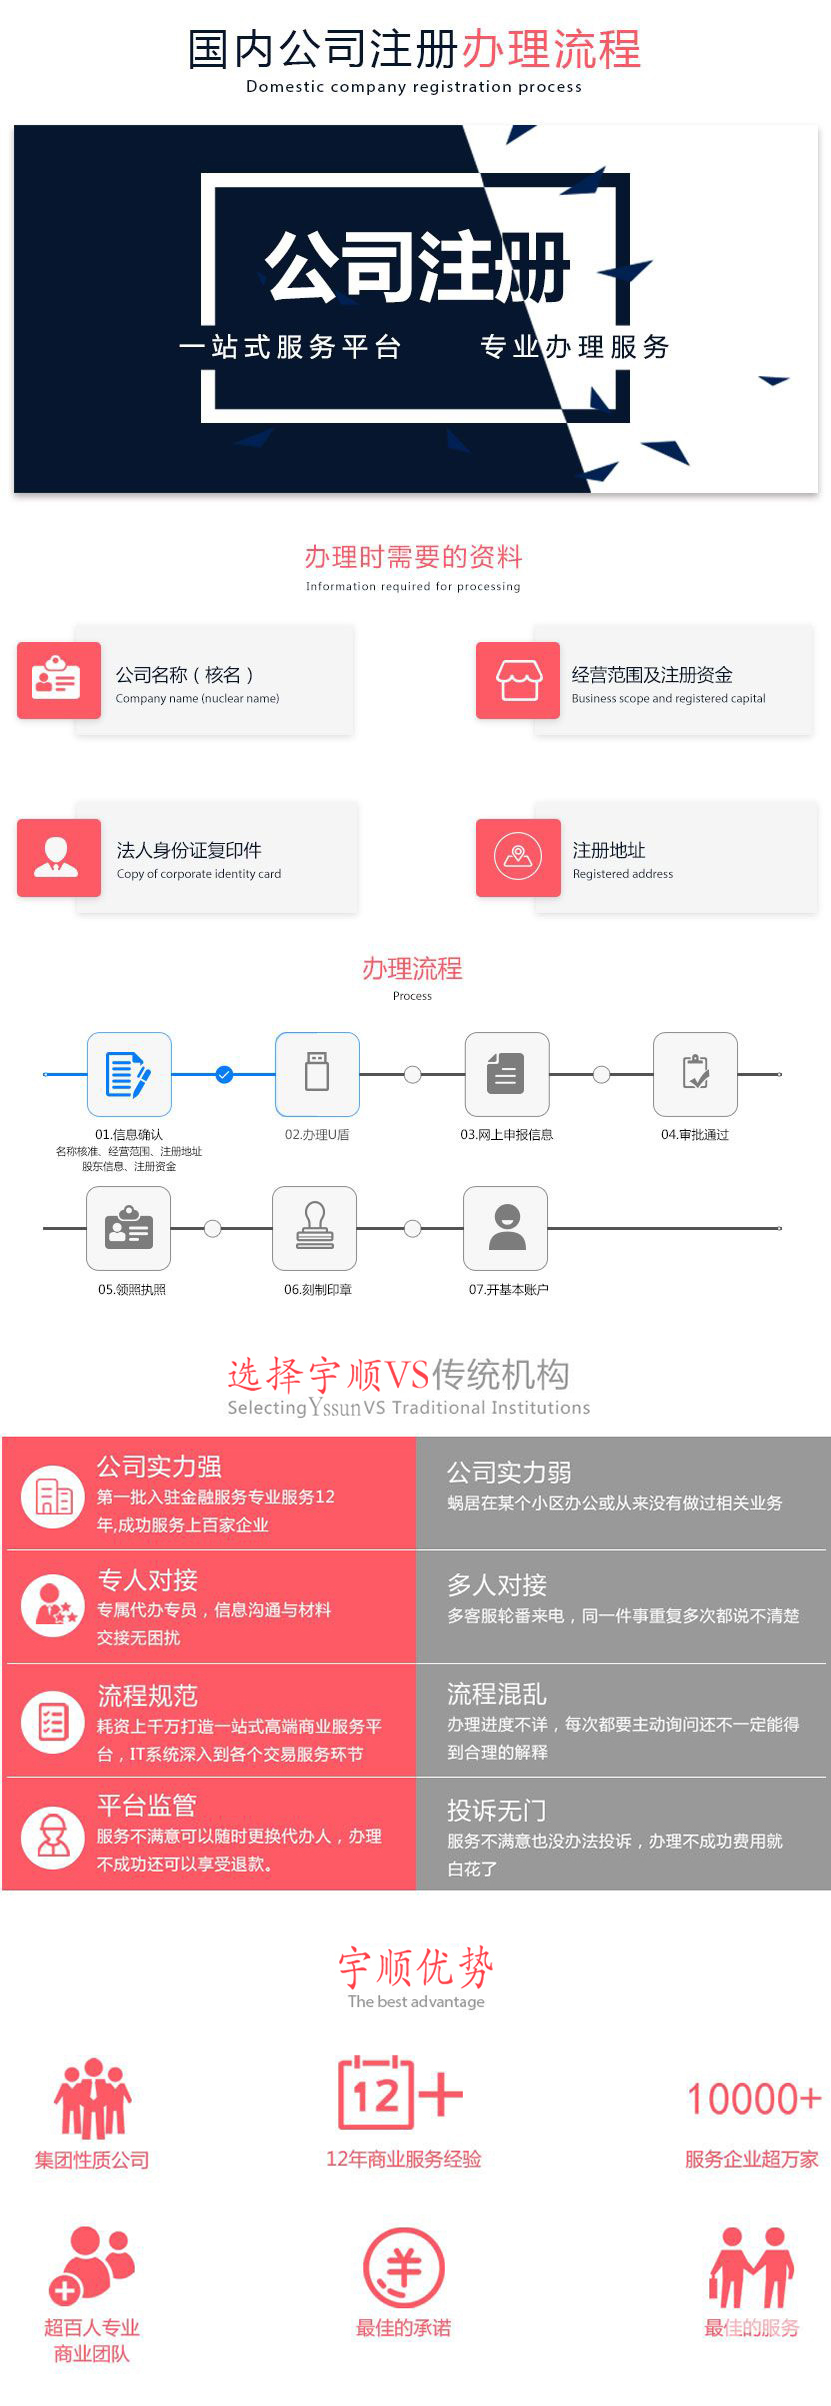 国内公司注册办理流程
Domestic company registration process
公司注册
一站式服务平台 专业办理服务
办理时需要的资料
Information required for processing
公司名称（核名）
Company name (nuclear name)
经营范围及注册资金
Business scope and registered capital
法人身份证复印件
Copy of corporate identity card
注册地址
Registered address
办理流程
Process
01.信息确认
名称核准、经营范围、注册地址
股东信息、注册资金
02.办理U盾
03.网上申报信息
04.审批通过
05.领照执照
06.刻制印章
07.开基本账户
选择宇顺VS传统机构
Selecting Yssun VS Traditional Institutions
公司实力强
第一批入驻金融服务专业服务12
年,成功服务上百家企业
公司实力弱
蜗居在某个小区办公或从来没有做过相关业务
专人对接
专属代办专员，信息沟通与材料
交接无困扰
多人对接
多客服轮番来电，同一件事重复多次都说不清楚
流程规范
耗资上千万打造一站式高端商业服务平
台，IT系统深入到各个交易服务环节
流程混乱
办理进度不详，每次都要主动询问还不一定能得
到合理的解释
平台监管
服务不满意可以随时更换代办人，办理
不成功还可以享受退款。
投诉无门
服务不满意也没办法投诉，办理不成功费用就
白花了
宇顺优势
The best advantage
集团性质公司
12+
12年商业服务经验
10000+
服务企业超万家
超百人专业
商业团队
最佳的承诺
最佳的服务